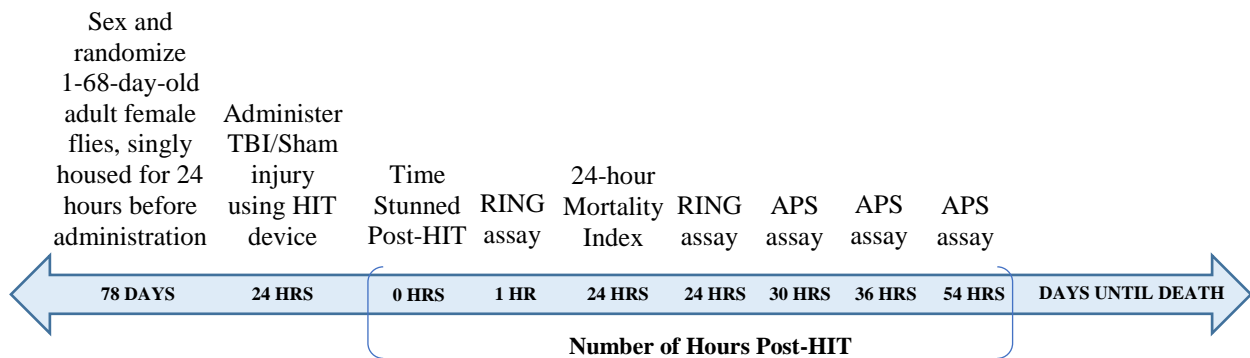 Sex and
randomize
1-68-day-old
adult female
flies, singly
housed for 24
hours before
administration
Administer
TBI/Sham
injury
using HIT
device
Time
Stunned
Post-HIT
RING
assay
24-hour
Mortality
Index
RING
assay
APS
assay
APS
assay
APS
assay
78 DAYS
24 HRS
0 HRS
1 HR
24 HRS
24 HRS
30 HRS
36 HRS
54 HRS
DAYS UNTIL DEATH
Number of Hours Post-HIT